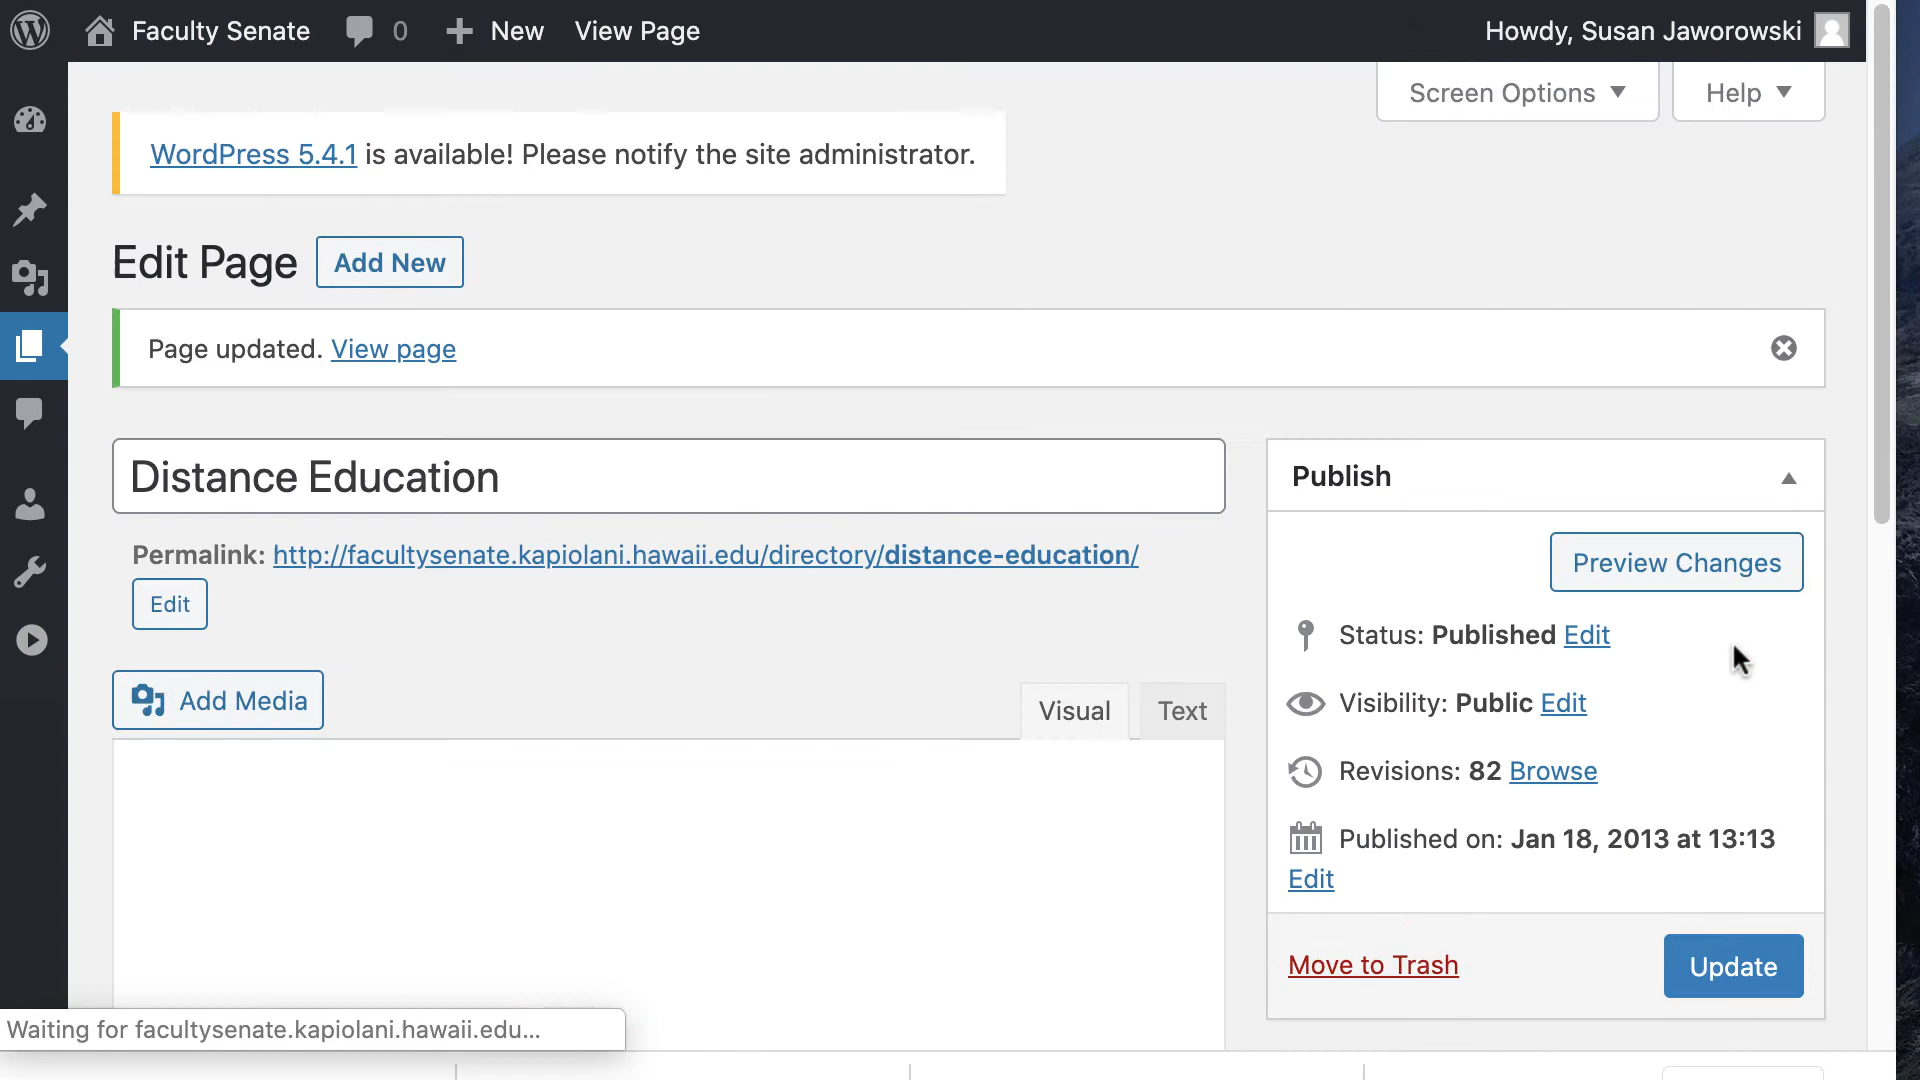 Faculty Senate 0 New View Page Howdy, Susan Jaworowski
Screen Options Help
WordPress 5.4.1 is available! Please notify the site administrator.
Edit Page Add New
Page updated. View page
Distance Education
Permalink: http://facultysenate.kapiolani.hawaii.edu/directory/distance-education/
Edit
Add Media
Visual Text
Publish
Preview Changes
Status: Published Edit
Visibility: Public Edit
Revisions: 82 Browse
Published on: Jan 18, 2013 at 13:13
Edit
Move to Trash Update
Waiting for facultysenate.kapiolani.hawaii.edu...